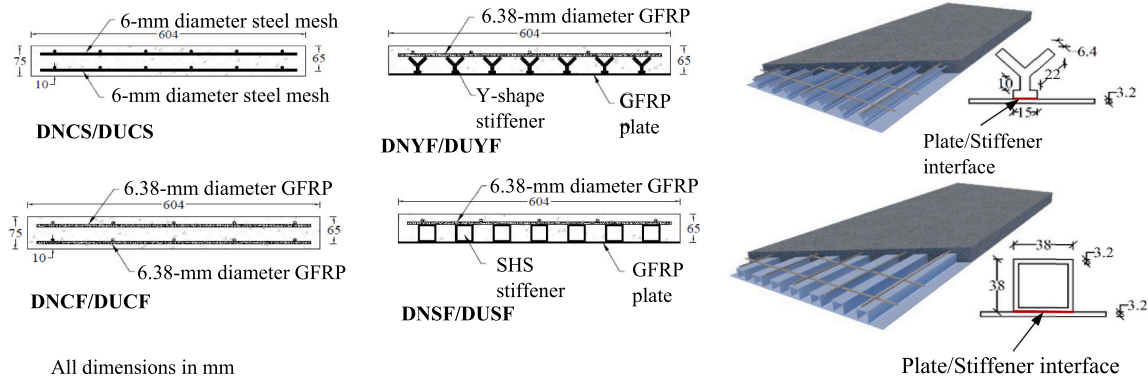 6-mm diameter steel mesh
604
75
65
10
6-mm diameter steel mesh
DNCS/DUCS
6.38-mm diameter GFRP
604
65
Y-shape
stiffener
GFRP
plate
DNYF/DUYF
6.4
10
22
3.2
15
Plate/Stiffener
interface
6.38-mm diameter GFRP
604
75
65
10
6.38-mm diameter GFRP
DNCF/DUCF
6.38-mm diameter GFRP
604
65
SHS
stiffener
GFRP
plate
DNSF/DUSF
38
3.2
38
3.2
Plate/Stiffener interface
All dimensions in mm